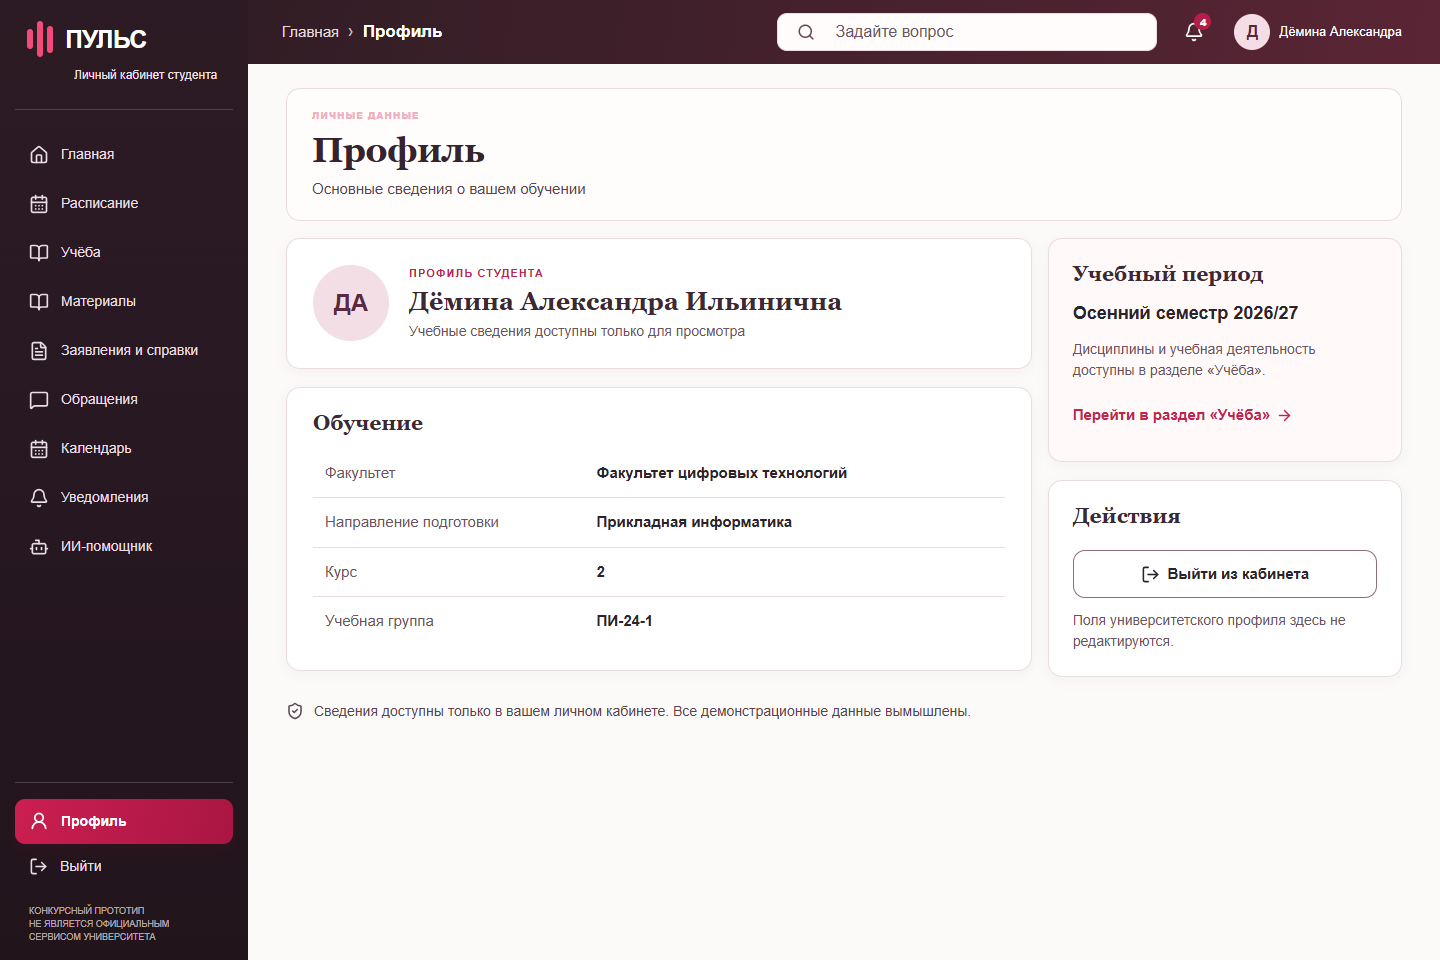 ПУЛЬС
Личный кабинет студента
Главная
Расписание
Учёба
Материалы
Заявления и справки
Обращения
Календарь
Уведомления
ИИ-помощник
Профиль
Выйти
КОНКУРСНЫЙ ПРОТОТИП
НЕ ЯВЛЯЕТСЯ ОФИЦИАЛЬНЫМ
СЕРВИСОМ УНИВЕРСИТЕТА
Главная › Профиль
Задайте вопрос
4
Д
Дёмина Александра
ЛИЧНЫЕ ДАННЫЕ
Профиль
Основные сведения о вашем обучении
ДА
ПРОФИЛЬ СТУДЕНТА
Дёмина Александра Ильинична
Учебные сведения доступны только для просмотра
Обучение
Факультет Факультет цифровых технологий
Направление подготовки Прикладная информатика
Курс 2
Учебная группа ПИ-24-1
Учебный период
Осенний семестр 2026/27
Дисциплины и учебная деятельность
доступны в разделе «Учёба».
Перейти в раздел «Учёба» →
Действия
Выйти из кабинета
Поля университетского профиля здесь не
редактируются.
Сведения доступны только в вашем личном кабинете. Все демонстрационные данные вымышлены.